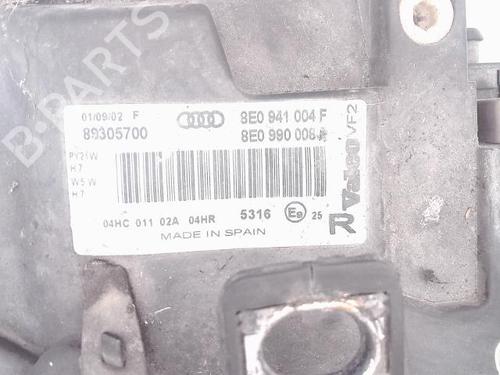 B-PARTS
01/09/02 F
89305700
8E0 941 004 F
8E0 990 008 A
PY21W
H7
W5W
H7
Valeo VF2
R
04HC 011 02A 04HR
5316
E9 25
MADE IN SPAIN